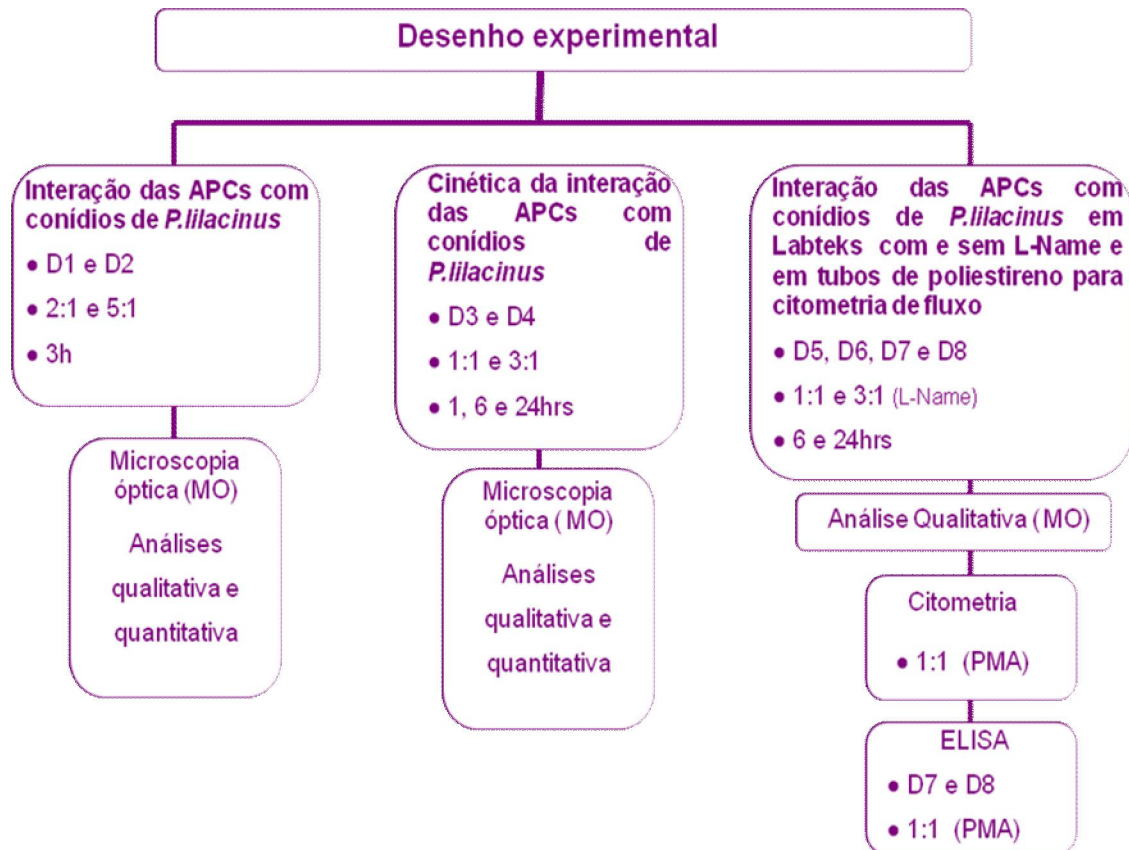 Desenho experimental
Interação das APCs com
conídios de P.lilacinus
• D1 e D2
• 2:1 e 5:1
• 3h
Microscopia
óptica (MO)
Análises
qualitativa e
quantitativa
Cinética da interação
das APCs com
conídios de
P.lilacinus
• D3 e D4
• 1:1 e 3:1
• 1, 6 e 24hrs
Microscopia
óptica ( MO)
Análises
qualitativa e
quantitativa
Interação das APCs com
conídios de P.lilacinus em
Labteks com e sem L-Name e
em tubos de poliestireno para
citometria de fluxo
• D5, D6, D7 e D8
• 1:1 e 3:1 (L-Name)
• 6 e 24hrs
Análise Qualitativa (MO)
Citometria
• 1:1 (PMA)
ELISA
• D7 e D8
• 1:1 (PMA)